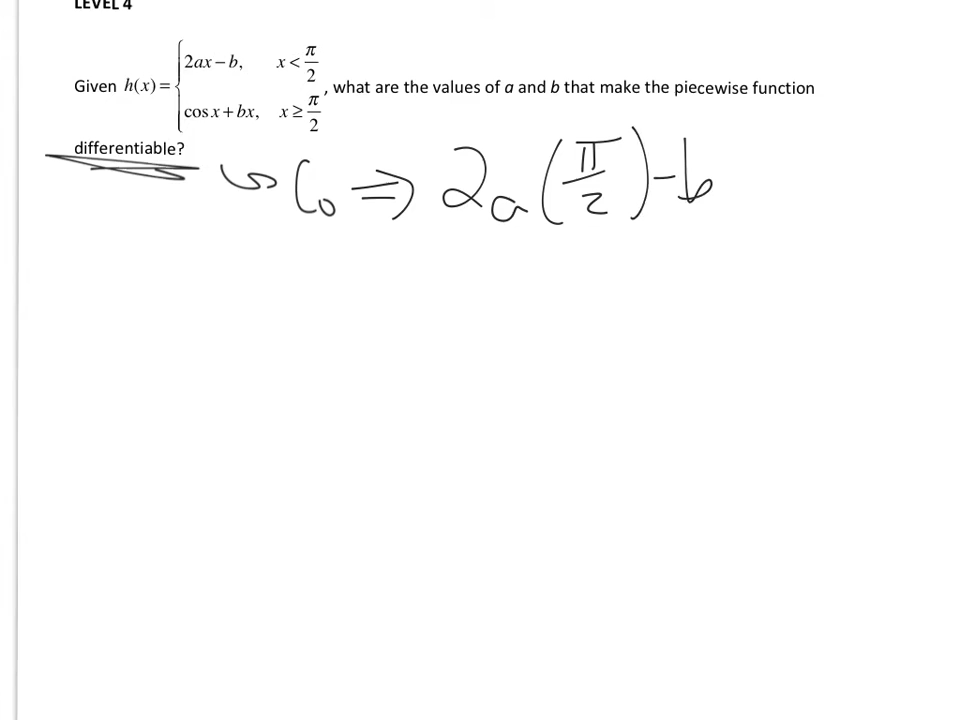 LEVEL 4
Given h(x) = { 2ax − b, x < π/2
cos x + bx, x ≥ π/2 , what are the values of a and b that make the piecewise function
differentiable?
C₀ ⇒ 2a(π/2) − b